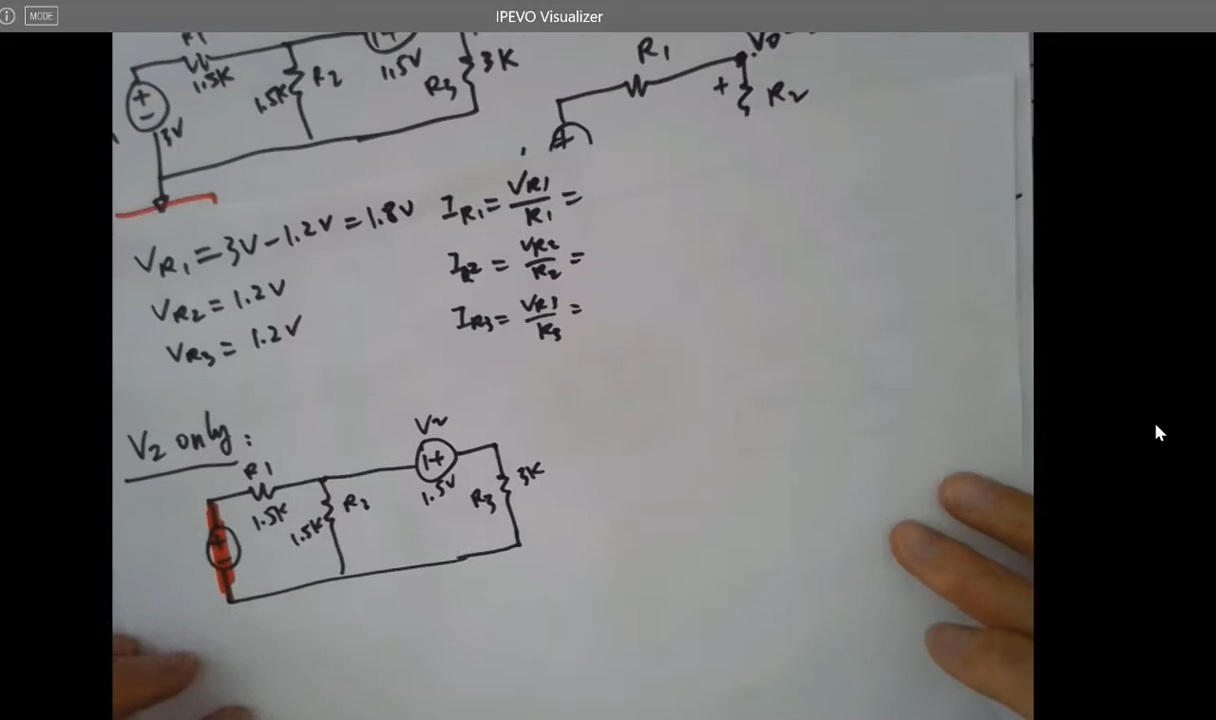 MODE
IPEVO Visualizer
R1
1.5K
R2
1.5K
1.5V
R3
3K
3V
R1
R2
VR1 = 3V - 1.2V = 1.8V
VR2 = 1.2V
VR3 = 1.2V
IR1 = VR1/R1 =
IR2 = VR2/R2 =
IR3 = VR3/R3 =
V2 only:
R1
1.5K
R2
1.5K
V2
1.5V
R3
3K